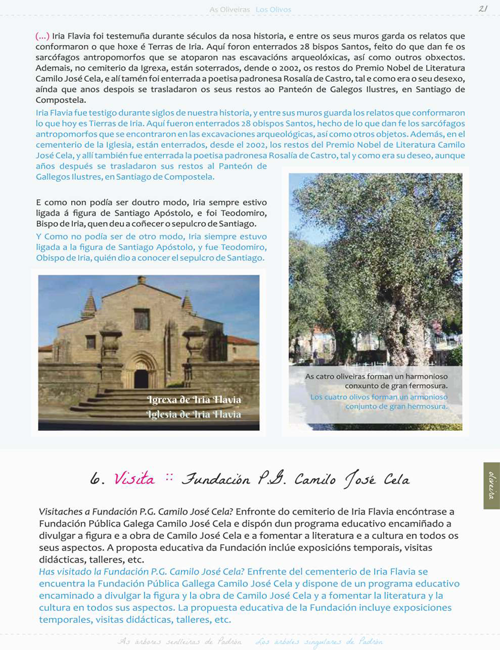 As Oliveiras Los Olivos
21
(...) Iria Flavia foi testemuña durante séculos da nosa historia, e entre os seus muros garda os relatos que
conformaron o que hoxe é Terras de Iria. Aquí foron enterrados 28 bispos Santos, feito do que dan fe os
sarcófagos antropomorfos que se atoparon nas escavacións arqueolóxicas, así como outros obxectos.
Ademais, no cemiterio da Igrexa, están soterrados, dende o 2002, os restos do Premio Nobel de Literatura
Camilo José Cela, e alí tamén foi enterrada a poetisa padronesa Rosalía de Castro, tal e como era o seu desexo,
aínda que anos despois se trasladaron os seus restos ao Panteón de Galegos Ilustres, en Santiago de
Compostela.
Iria Flavia fue testigo durante siglos de nuestra historia, y entre sus muros guarda los relatos que conformaron
lo que hoy es Tierras de Iria. Aquí fueron enterrados 28 obispos Santos, hecho de lo que dan fe los sarcófagos
antropomorfos que se encontraron en las excavaciones arqueológicas, así como otros objetos. Además, en el
cementerio de la Iglesia, están enterrados, desde el 2002, los restos del Premio Nobel de Literatura Camilo
José Cela, y allí también fue enterrada la poetisa padronesa Rosalía de Castro, tal y como era su deseo, aunque
años después se trasladaron sus restos al Panteón de
Gallegos Ilustres, en Santiago de Compostela.
E como non podía ser doutro modo, Iria sempre estivo
ligada á figura de Santiago Apóstolo, e foi Teodomiro,
Bispo de Iria, quen deu a coñecer o sepulcro de Santiago.
Y Como no podía ser de otro modo, Iria siempre estuvo
ligada a la figura de Santiago Apóstolo, y fue Teodomiro,
Obispo de Iria, quién dio a conocer el sepulcro de Santiago.
Igrexa de Iria Flavia
Iglesia de Iria Flavia
As catro oliveiras forman un harmonioso
conxunto de gran fermosura.
Los cuatro olivos forman un armonioso
conjunto de gran hermosura.
6. Visita :: Fundación P.G. Camilo José Cela
oliveira
Visitaches a Fundación P.G. Camilo José Cela? Enfronte do cemiterio de Iria Flavia encóntrase a
Fundación Pública Galega Camilo José Cela e dispón dun programa educativo encamiñado a
divulgar a figura e a obra de Camilo José Cela e a fomentar a literatura e a cultura en todos os
seus aspectos. A proposta educativa da Fundación inclúe exposicións temporais, visitas
didácticas, talleres, etc.
Has visitado la Fundación P.G. Camilo José Cela? Enfrente del cementerio de Iria Flavia se
encuentra la Fundación Pública Gallega Camilo José Cela y dispone de un programa educativo
encaminado a divulgar la figura y la obra de Camilo José Cela y a fomentar la literatura y la
cultura en todos sus aspectos. La propuesta educativa de la Fundación incluye exposiciones
temporales, visitas didácticas, talleres, etc.
As árbores senlleiras de Padrón Los árboles singulares de Padrón